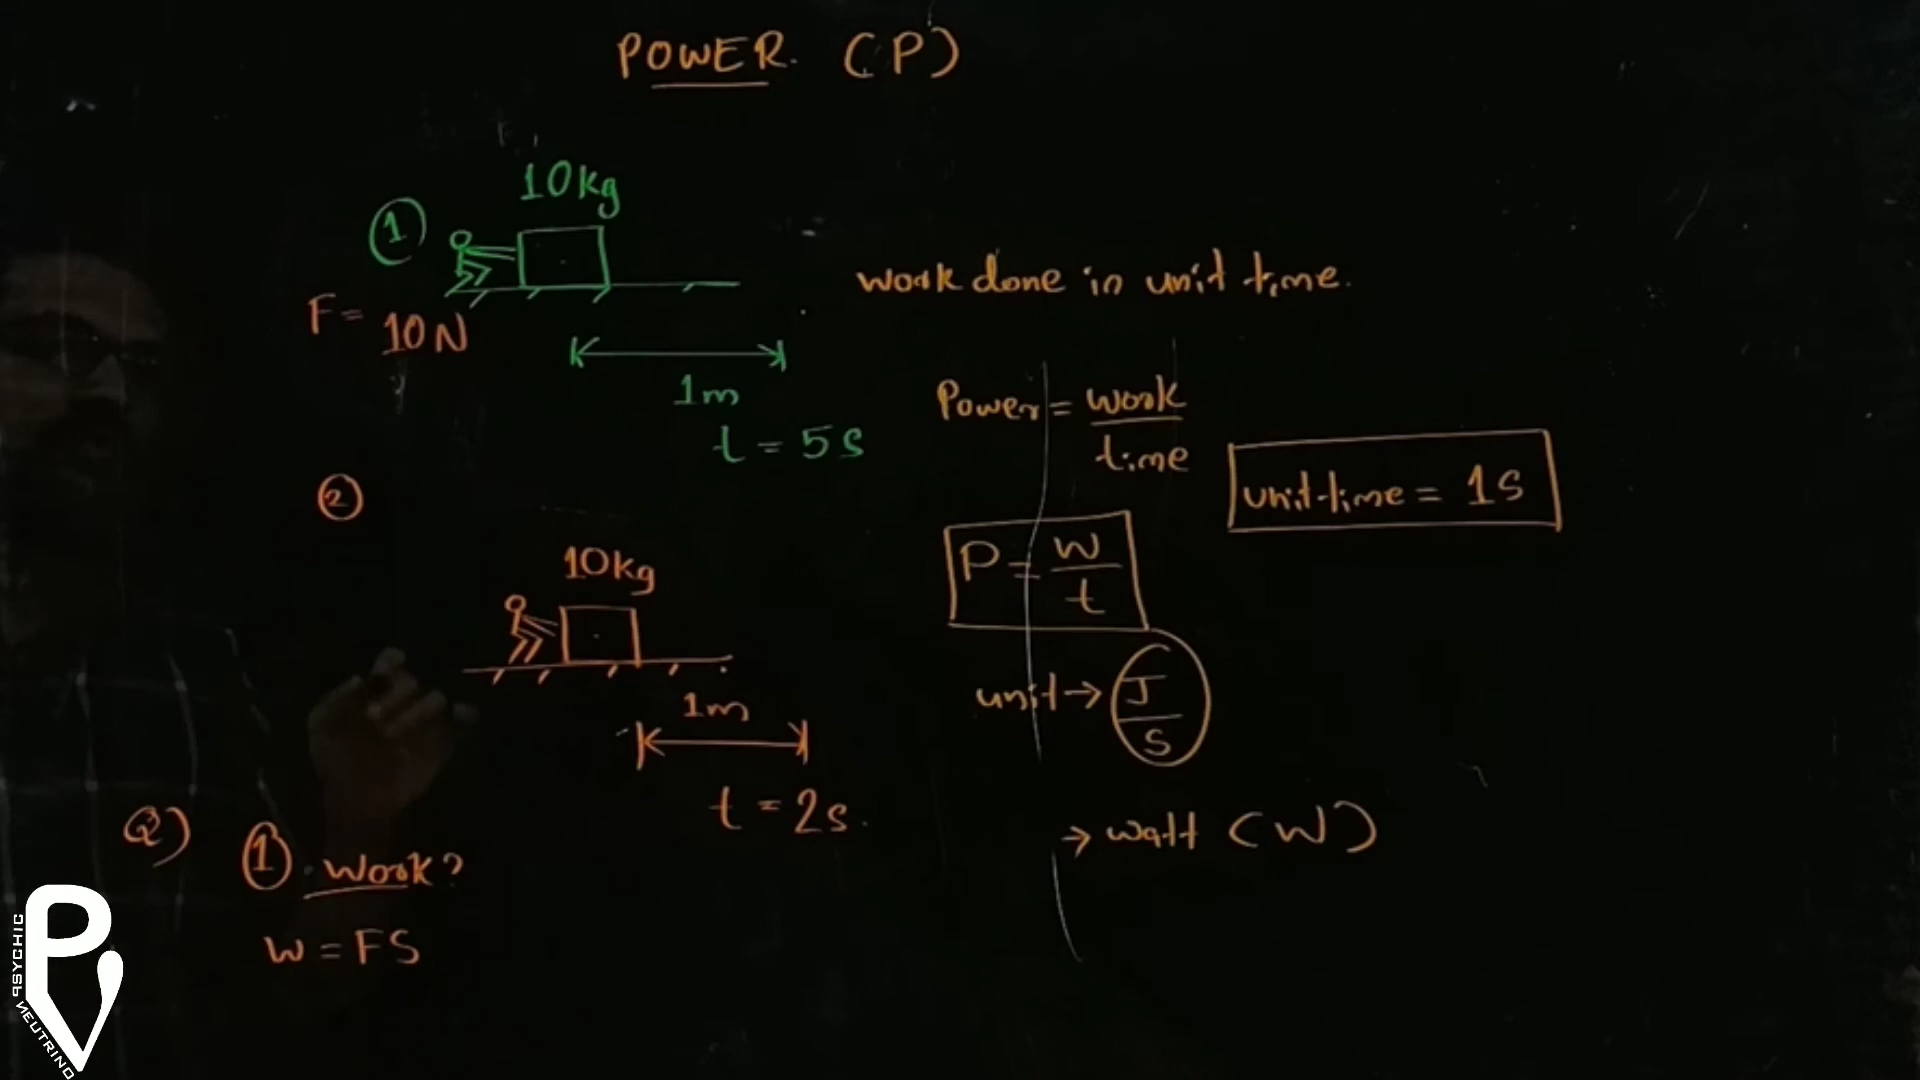 POWER. (P)
10kg
1
F = 10N
1m
t = 5s
work done in unit time.
Power = work
time
unit time = 1s
P = W
t
unit → J
s
→ watt (W)
2
10kg
1m
t = 2s.
Q) 1 . work?
W = FS
PSYCHIC
NEUTRINO